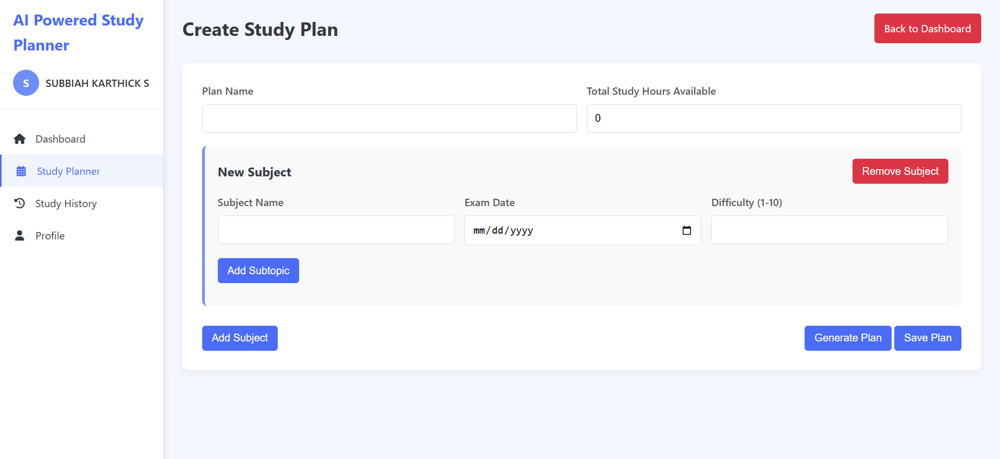 AI Powered Study
Planner
S
SUBBIAH KARTHICK S
Dashboard
Study Planner
Study History
Profile
Create Study Plan
Back to Dashboard
Plan Name
Total Study Hours Available
0
New Subject
Remove Subject
Subject Name
Exam Date
Difficulty (1-10)
mm/dd/yyyy
Add Subtopic
Add Subject
Generate Plan
Save Plan